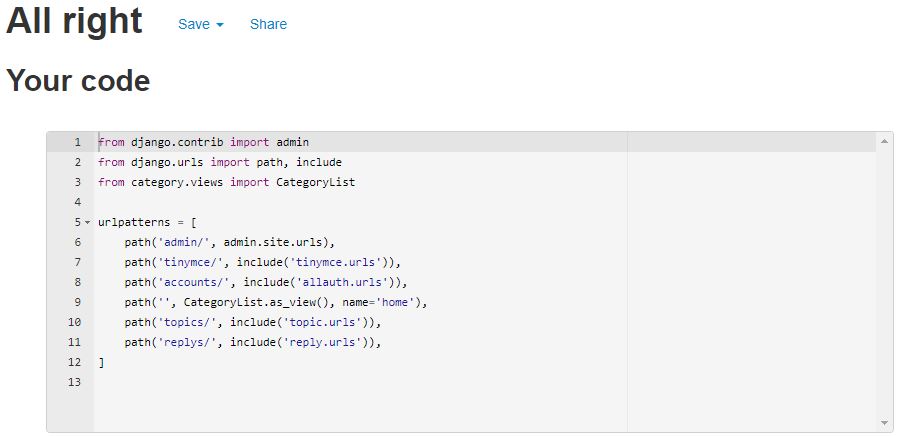 All right Save Share
Your code
1 from django.contrib import admin
2 from django.urls import path, include
3 from category.views import CategoryList
4
5 urlpatterns = [
6     path('admin/', admin.site.urls),
7     path('tinymce/', include('tinymce.urls')),
8     path('accounts/', include('allauth.urls')),
9     path('', CategoryList.as_view(), name='home'),
10     path('topics/', include('topic.urls')),
11     path('replys/', include('reply.urls')),
12 ]
13